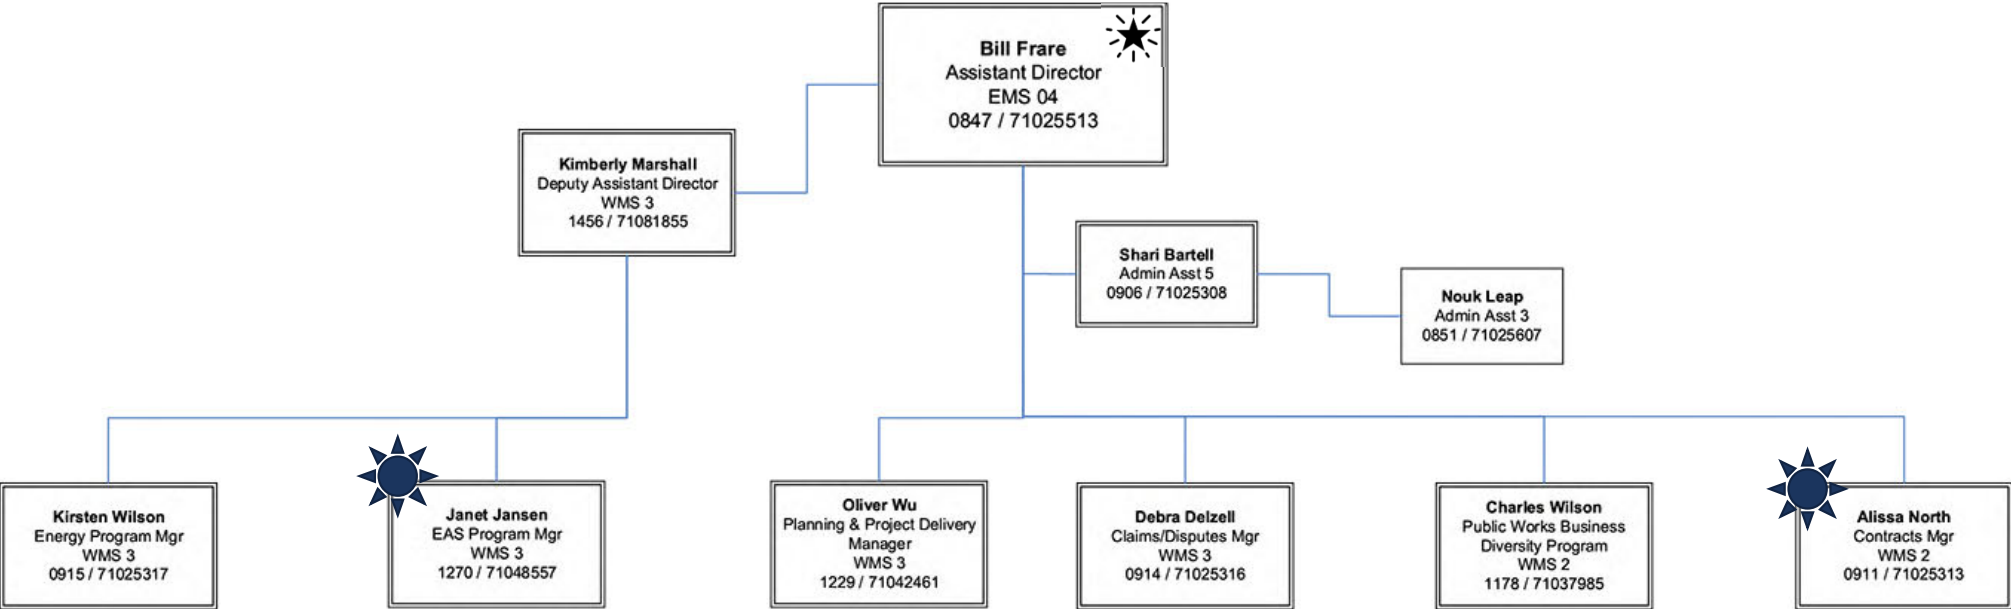 Bill Frare
Assistant Director
EMS 04
0847 / 71025513
Kimberly Marshall
Deputy Assistant Director
WMS 3
1456 / 71081855
Shari Bartell
Admin Asst 5
0906 / 71025308
Nouk Leap
Admin Asst 3
0851 / 71025607
Kirsten Wilson
Energy Program Mgr
WMS 3
0915 / 71025317
Janet Jansen
EAS Program Mgr
WMS 3
1270 / 71048557
Oliver Wu
Planning & Project Delivery
Manager
WMS 3
1229 / 71042461
Debra Delzell
Claims/Disputes Mgr
WMS 3
0914 / 71025316
Charles Wilson
Public Works Business
Diversity Program
WMS 2
1178 / 71037985
Alissa North
Contracts Mgr
WMS 2
0911 / 71025313